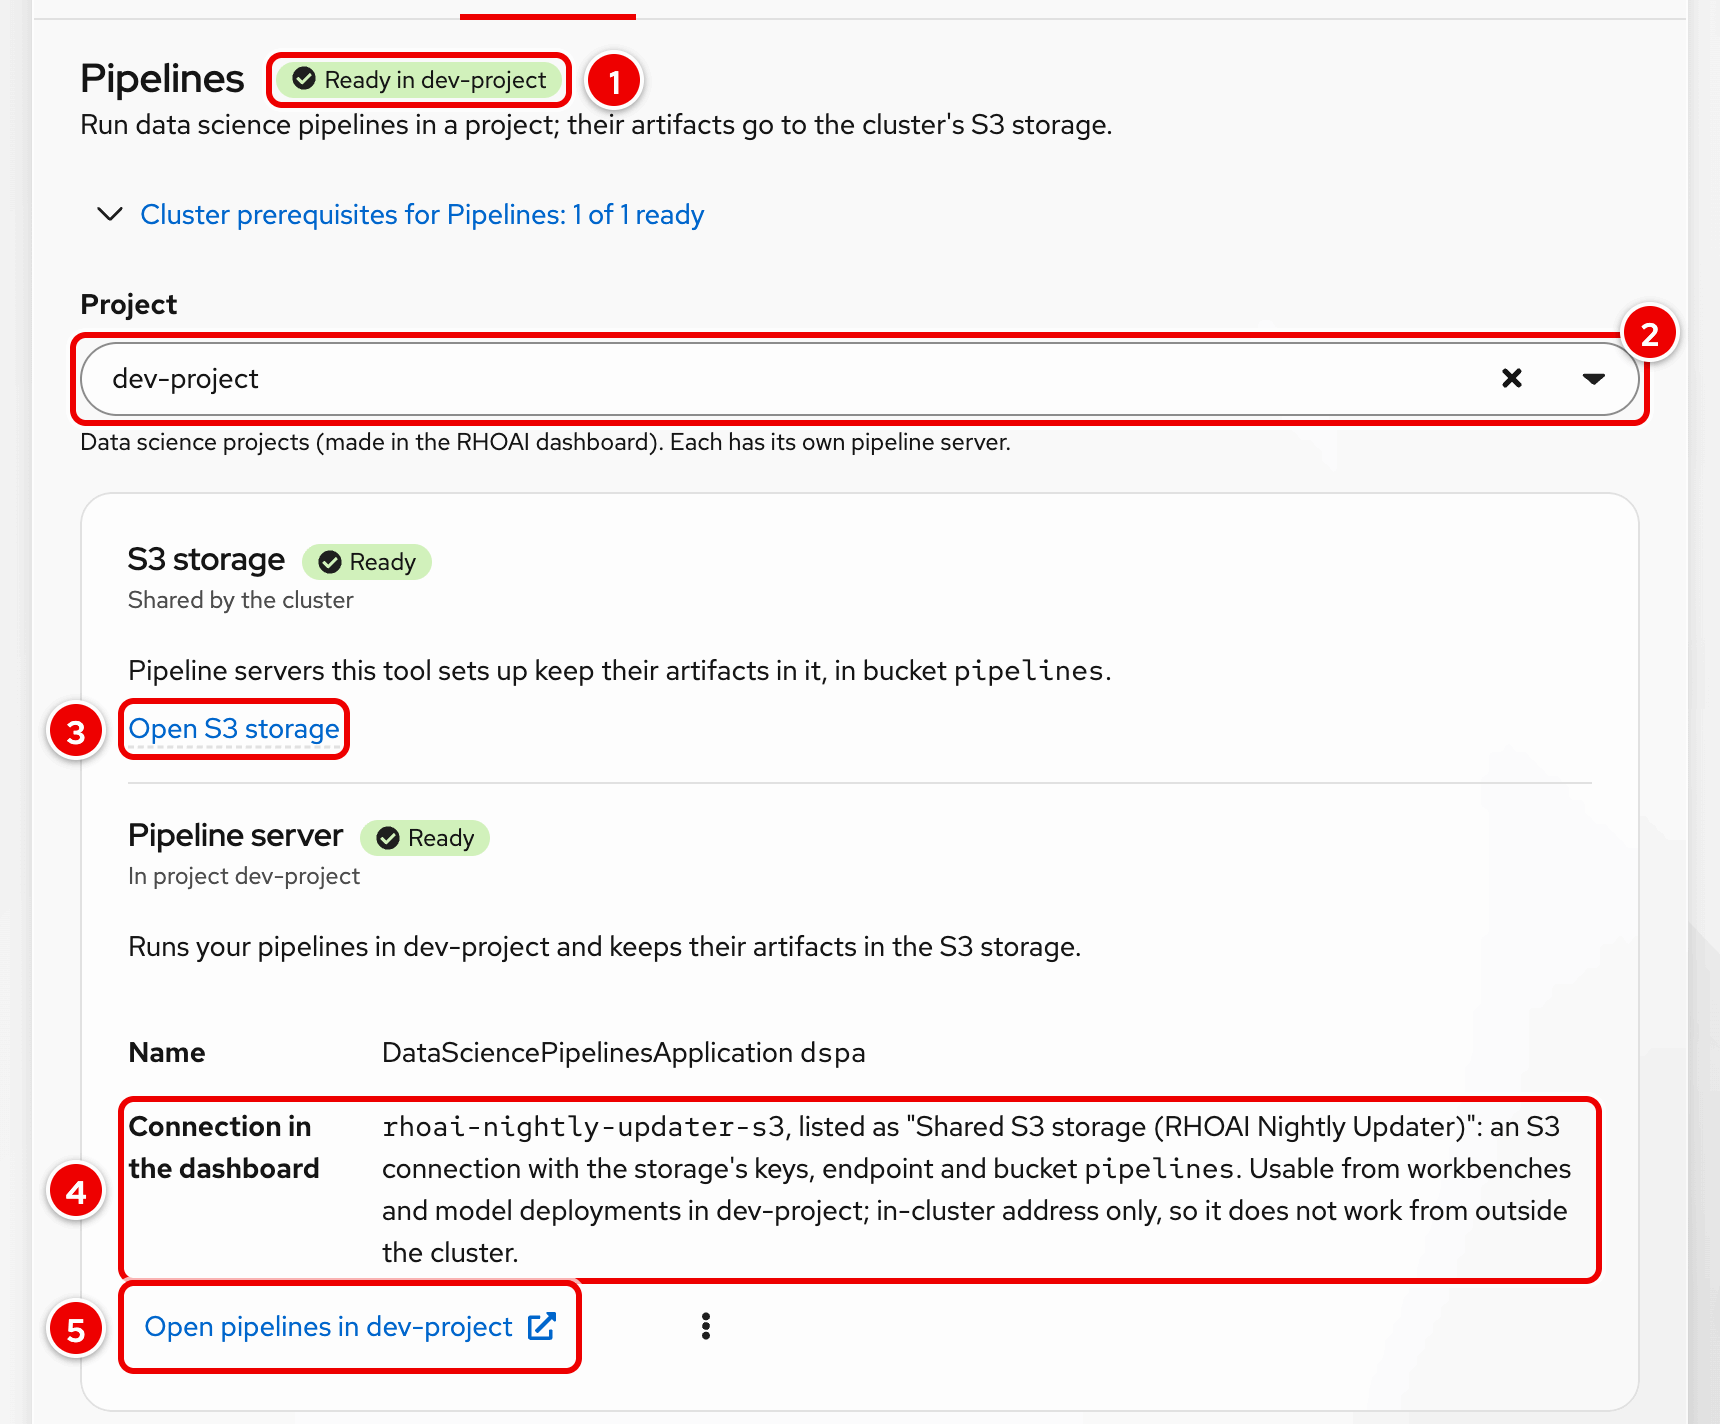 Pipelines Ready in dev-project 1
Run data science pipelines in a project; their artifacts go to the cluster's S3 storage.
Cluster prerequisites for Pipelines: 1 of 1 ready
Project
2
dev-project
Data science projects (made in the RHOAI dashboard). Each has its own pipeline server.
S3 storage Ready
Shared by the cluster
Pipeline servers this tool sets up keep their artifacts in it, in bucket pipelines.
3 Open S3 storage
Pipeline server Ready
In project dev-project
Runs your pipelines in dev-project and keeps their artifacts in the S3 storage.
Name DataSciencePipelinesApplication dspa
Connection in rhoai-nightly-updater-s3, listed as "Shared S3 storage (RHOAI Nightly Updater)": an S3
the dashboard connection with the storage's keys, endpoint and bucket pipelines. Usable from workbenches
4 and model deployments in dev-project; in-cluster address only, so it does not work from outside
the cluster.
5 Open pipelines in dev-project